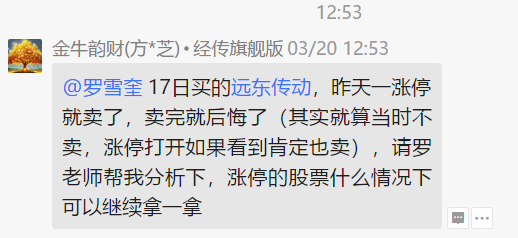 12:53
金牛韵财(方*芝) • 经传旗舰版 03/20 12:53
@罗雪奎 17日买的远东传动，昨天一涨停
就卖了，卖完就后悔了（其实就算当时不
卖，涨停打开如果看到肯定也卖），请罗
老师帮我分析下，涨停的股票什么情况下
可以继续拿一拿